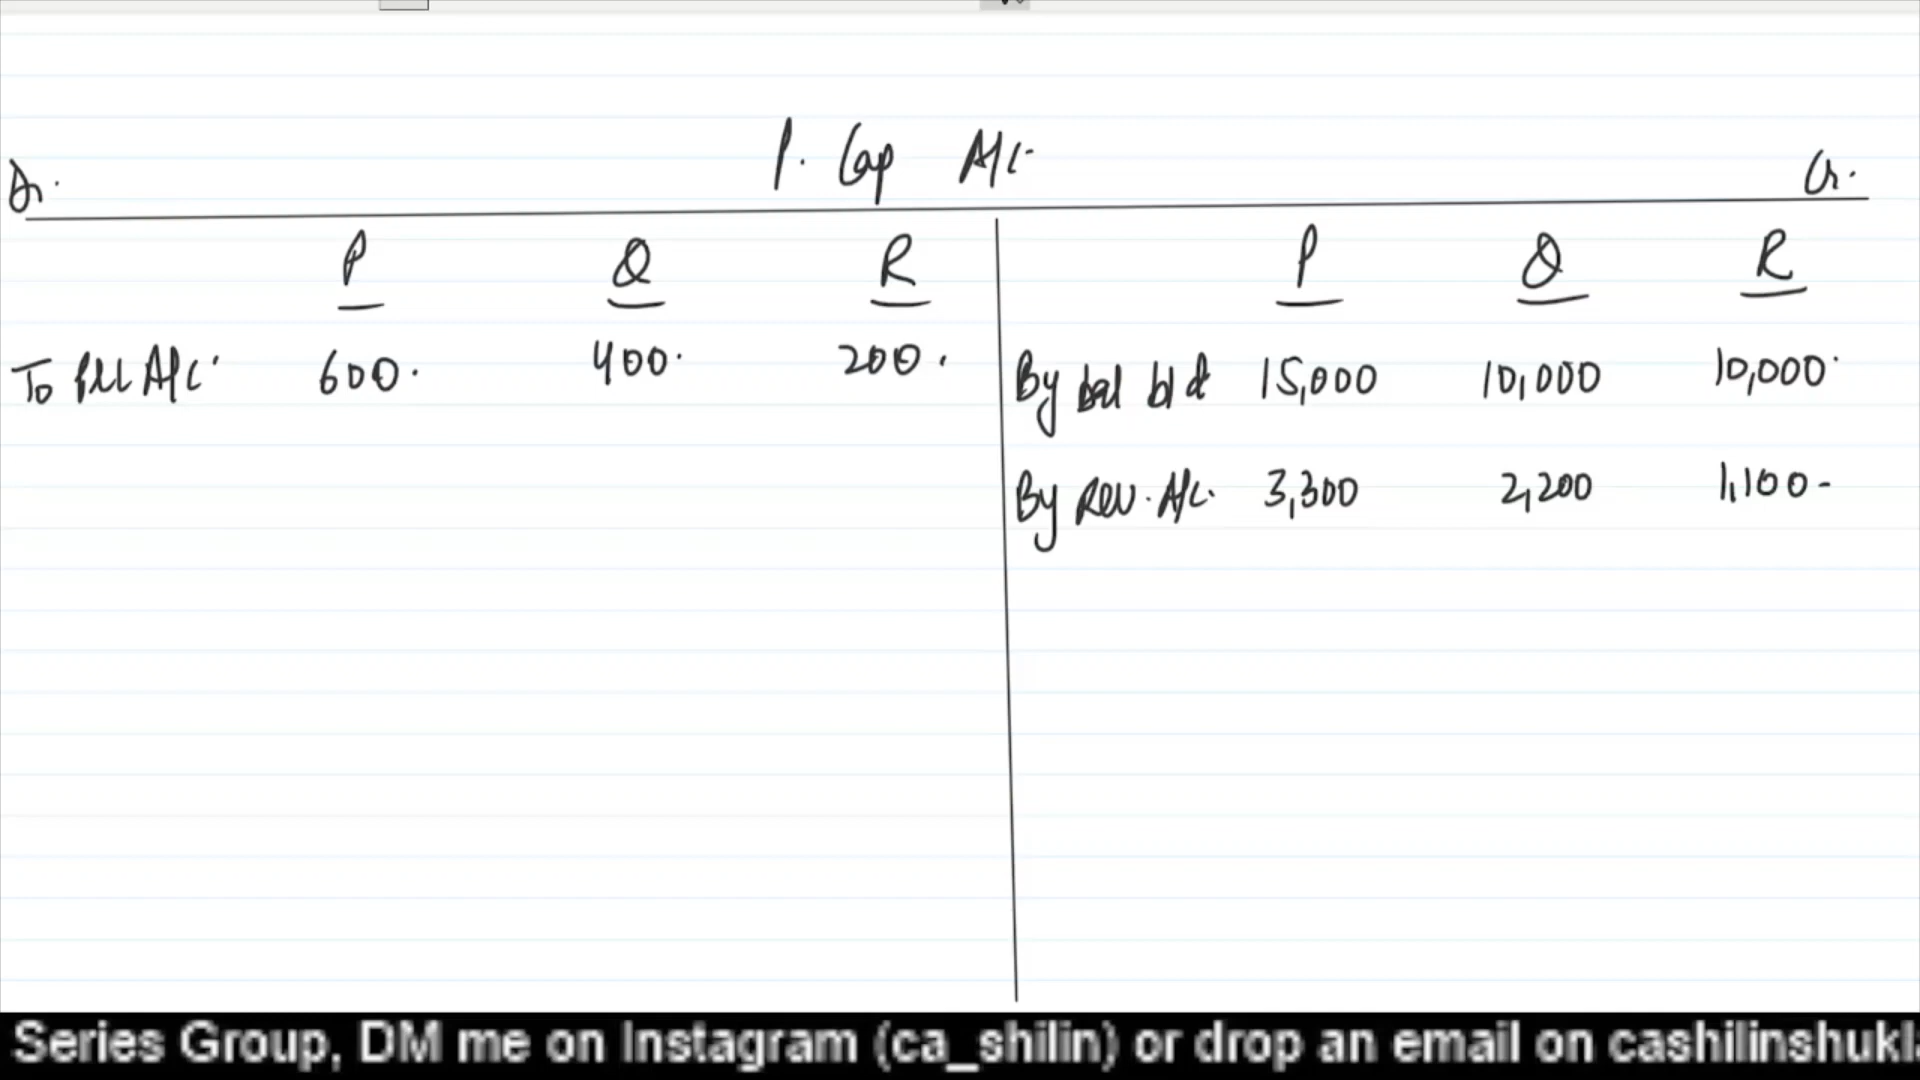 P. Cap A/c.
Dr. Cr.
P Q R P Q R
To P&L A/c. 600. 400. 200. By bal b/d 15,000 10,000 10,000.
By Rev. A/c. 3,300 2,200 1,100-
Series Group, DM me on Instagram (ca_shilin) or drop an email on cashilinshukla